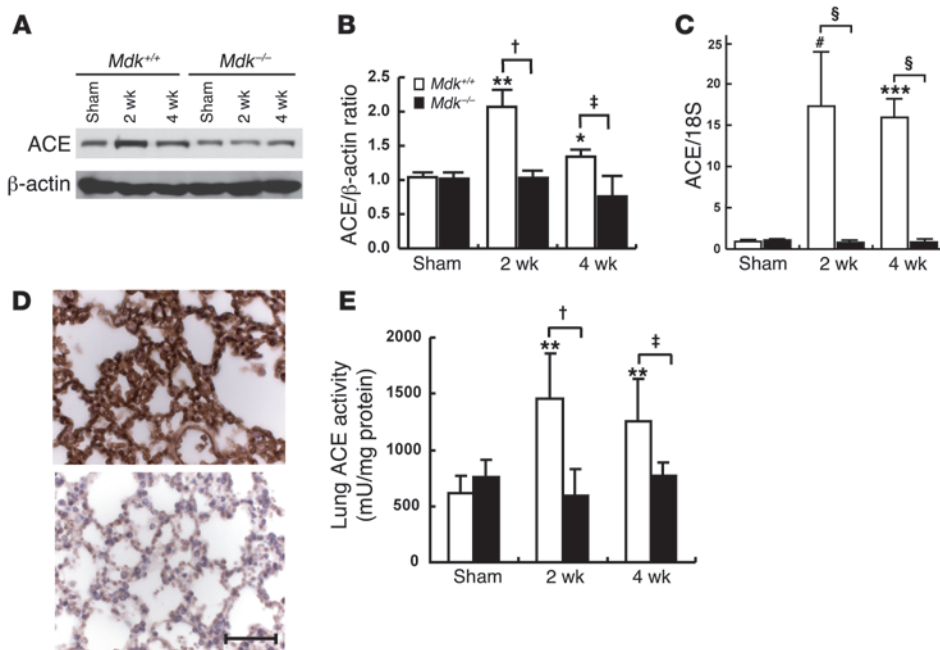 A
Mdk+/+ Mdk–/–
Sham 2 wk 4 wk Sham 2 wk 4 wk
ACE
β-actin
B
ACE/β-actin ratio
2.5
2.0
1.5
1.0
0.5
0.0
Mdk+/+
Mdk–/–
** † * ‡
Sham 2 wk 4 wk
C
ACE/18S
25
20
15
10
5
0
# § *** §
Sham 2 wk 4 wk
D
E
Lung ACE activity
(mU/mg protein)
2000
1500
1000
500
0
** † ** ‡
Sham 2 wk 4 wk